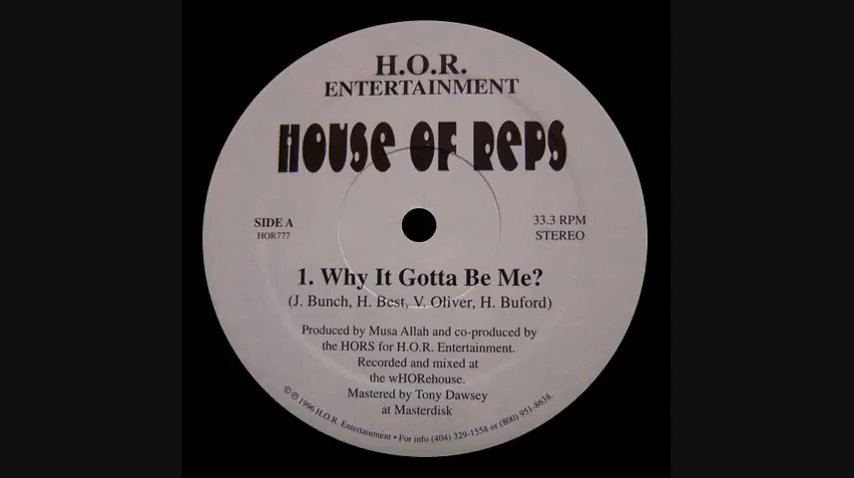 H.O.R.
ENTERTAINMENT
HOUSE OF REPS
SIDE A
HOR777
33.3 RPM
STEREO
1. Why It Gotta Be Me?
(J. Bunch, H. Best, V. Oliver, H. Buford)
Produced by Musa Allah and co-produced by
the HORS for H.O.R. Entertainment.
Recorded and mixed at
the wHORehouse.
Mastered by Tony Dawsey
at Masterdisk
© ℗ 1996 H.O.R. Entertainment • For info (404) 329-1558 or (800) 951-8638.